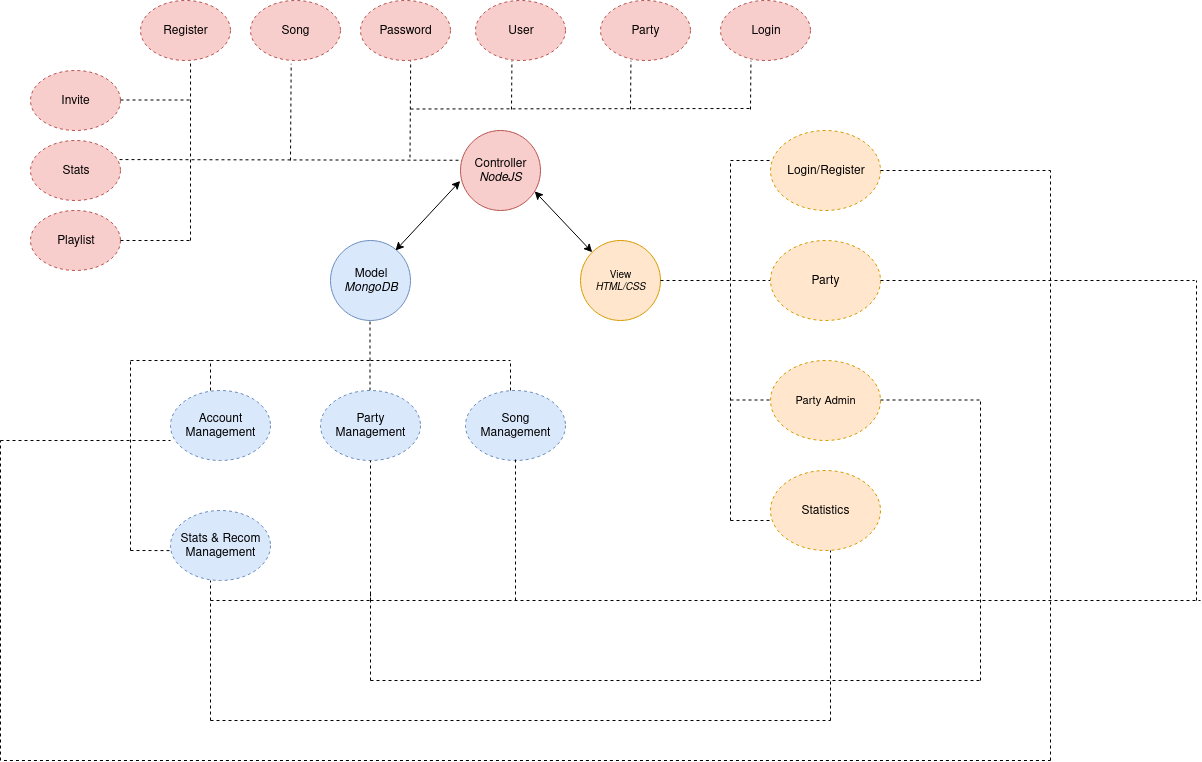 Register
Song
Password
User
Party
Login
Invite
Stats
Playlist
Controller
NodeJS
Login/Register
Model
MongoDB
View
HTML/CSS
Party
Account
Management
Party
Management
Song
Management
Party Admin
Statistics
Stats & Recom
Management